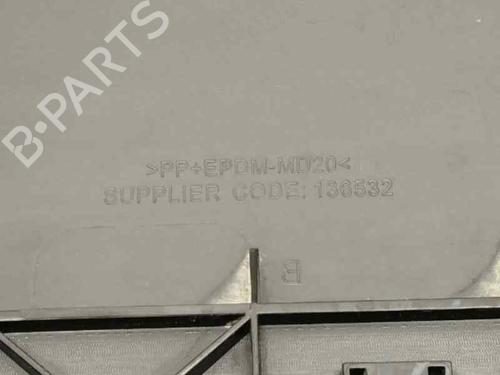 B-PARTS
>PP+EPDM-MD20<
SUPPLIER CODE: 136532
B